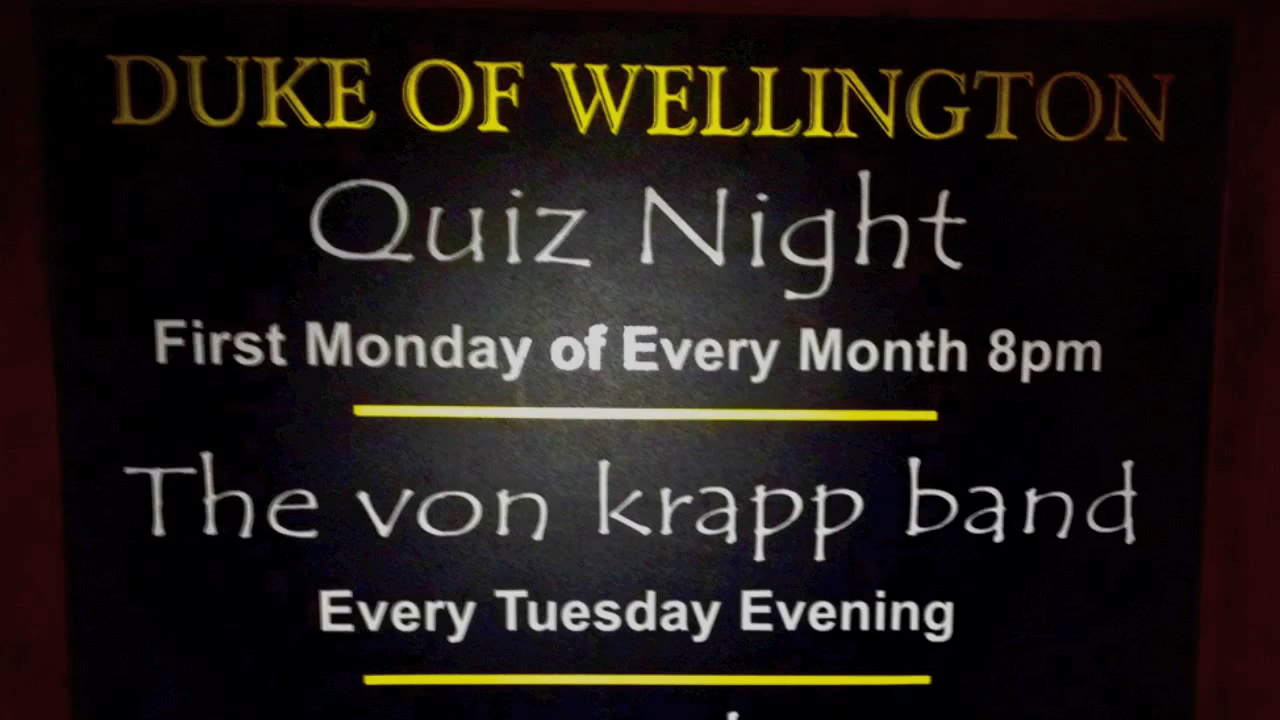 DUKE OF WELLINGTON
Quiz Night
First Monday of Every Month 8pm
The von krapp band
Every Tuesday Evening